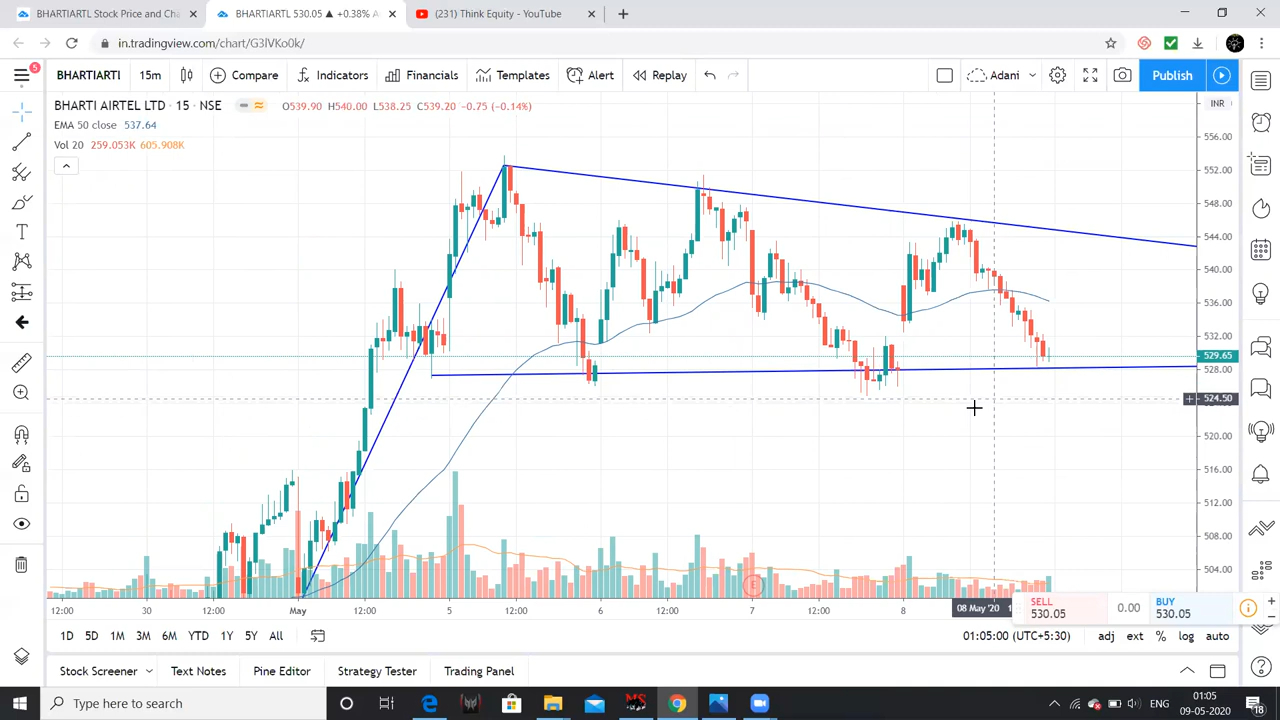 BHARTIARTL Stock Price and Cha
BHARTIARTL 530.05 ▲ +0.38% A
(231) Think Equity - YouTube
in.tradingview.com/chart/G3lVKo0k/
5
BHARTIARTI
15m
Compare
Indicators
Financials
Templates
Alert
Replay
Adani
Publish
BHARTI AIRTEL LTD · 15 · NSE
O539.90 H540.00 L538.25 C539.20 -0.75 (-0.14%)
INR
EMA 50 close 537.64
Vol 20 259.053K 605.908K
556.00
552.00
548.00
544.00
540.00
536.00
532.00
529.65
528.00
524.50
520.00
516.00
512.00
508.00
504.00
E
12:00 30 12:00 May 12:00 5 12:00 6 12:00 7 12:00 8 08 May '20
SELL
530.05
0.00
BUY
530.05
1D 5D 1M 3M 6M YTD 1Y 5Y All
01:05:00 (UTC+5:30)
adj ext % log auto
Stock Screener
Text Notes
Pine Editor
Strategy Tester
Trading Panel
Type here to search
ENG
01:05
09-05-2020
18